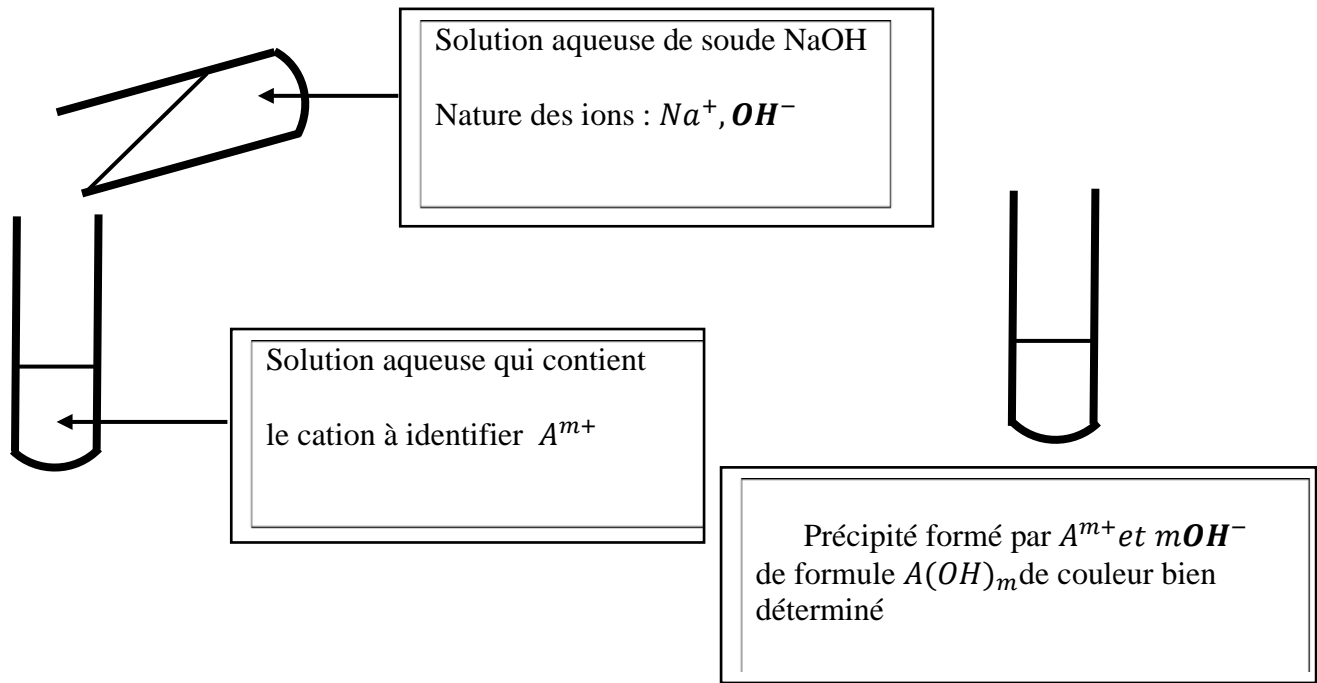 Solution aqueuse de soude NaOH
Nature des ions : Na⁺, OH⁻
Solution aqueuse qui contient
le cation à identifier Aᵐ⁺
Précipité formé par Aᵐ⁺ et mOH⁻
de formule A(OH)ₘ de couleur bien
déterminé